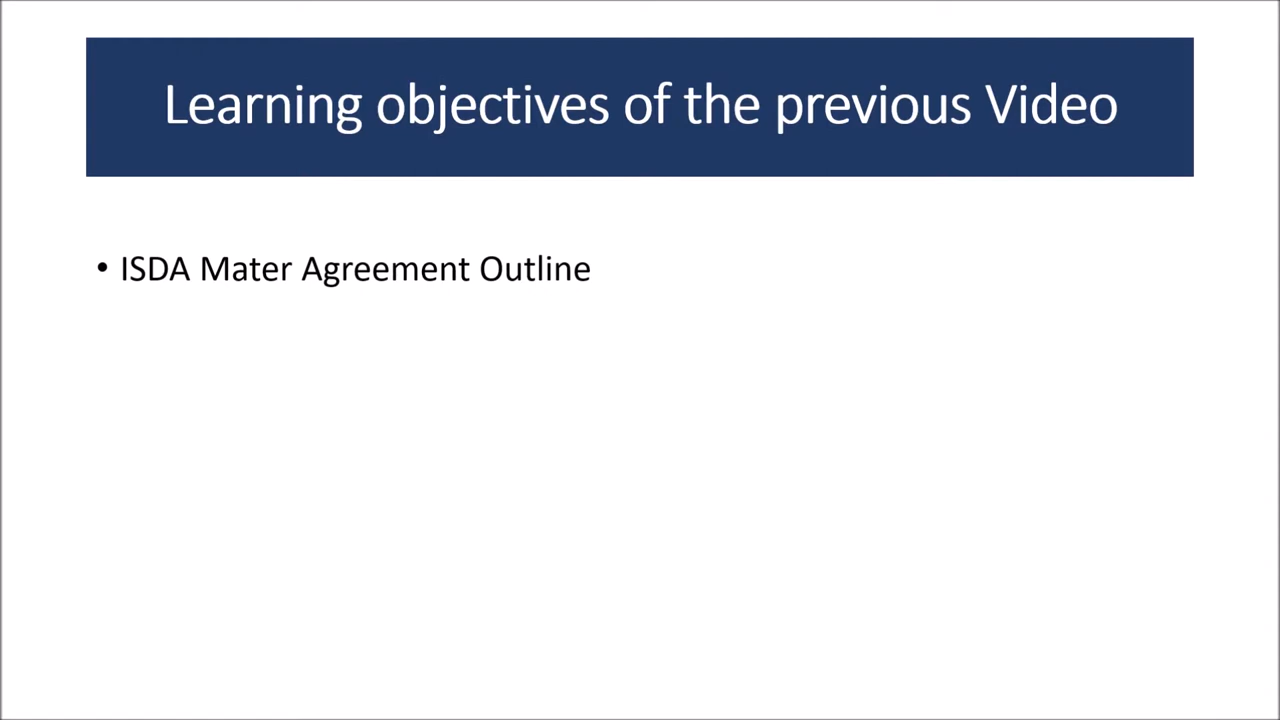 Learning objectives of the previous Video
• ISDA Mater Agreement Outline